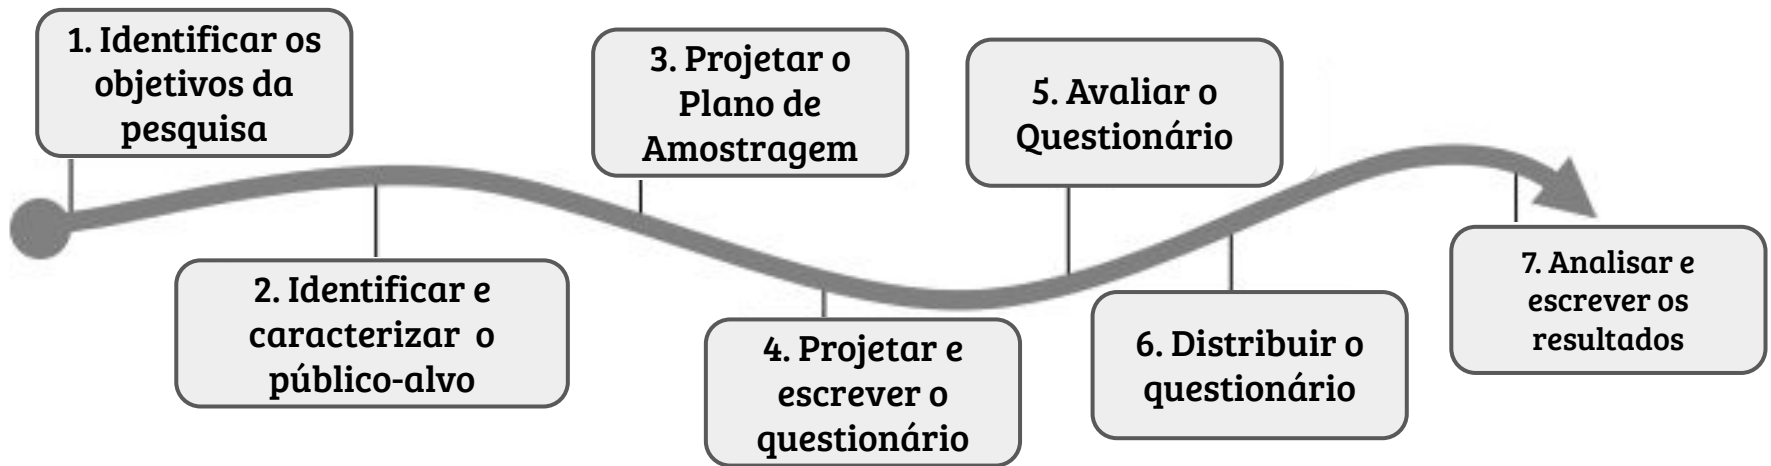 1. Identificar os
objetivos da
pesquisa
2. Identificar e
caracterizar o
público-alvo
3. Projetar o
Plano de
Amostragem
4. Projetar e
escrever o
questionário
5. Avaliar o
Questionário
6. Distribuir o
questionário
7. Analisar e
escrever os
resultados